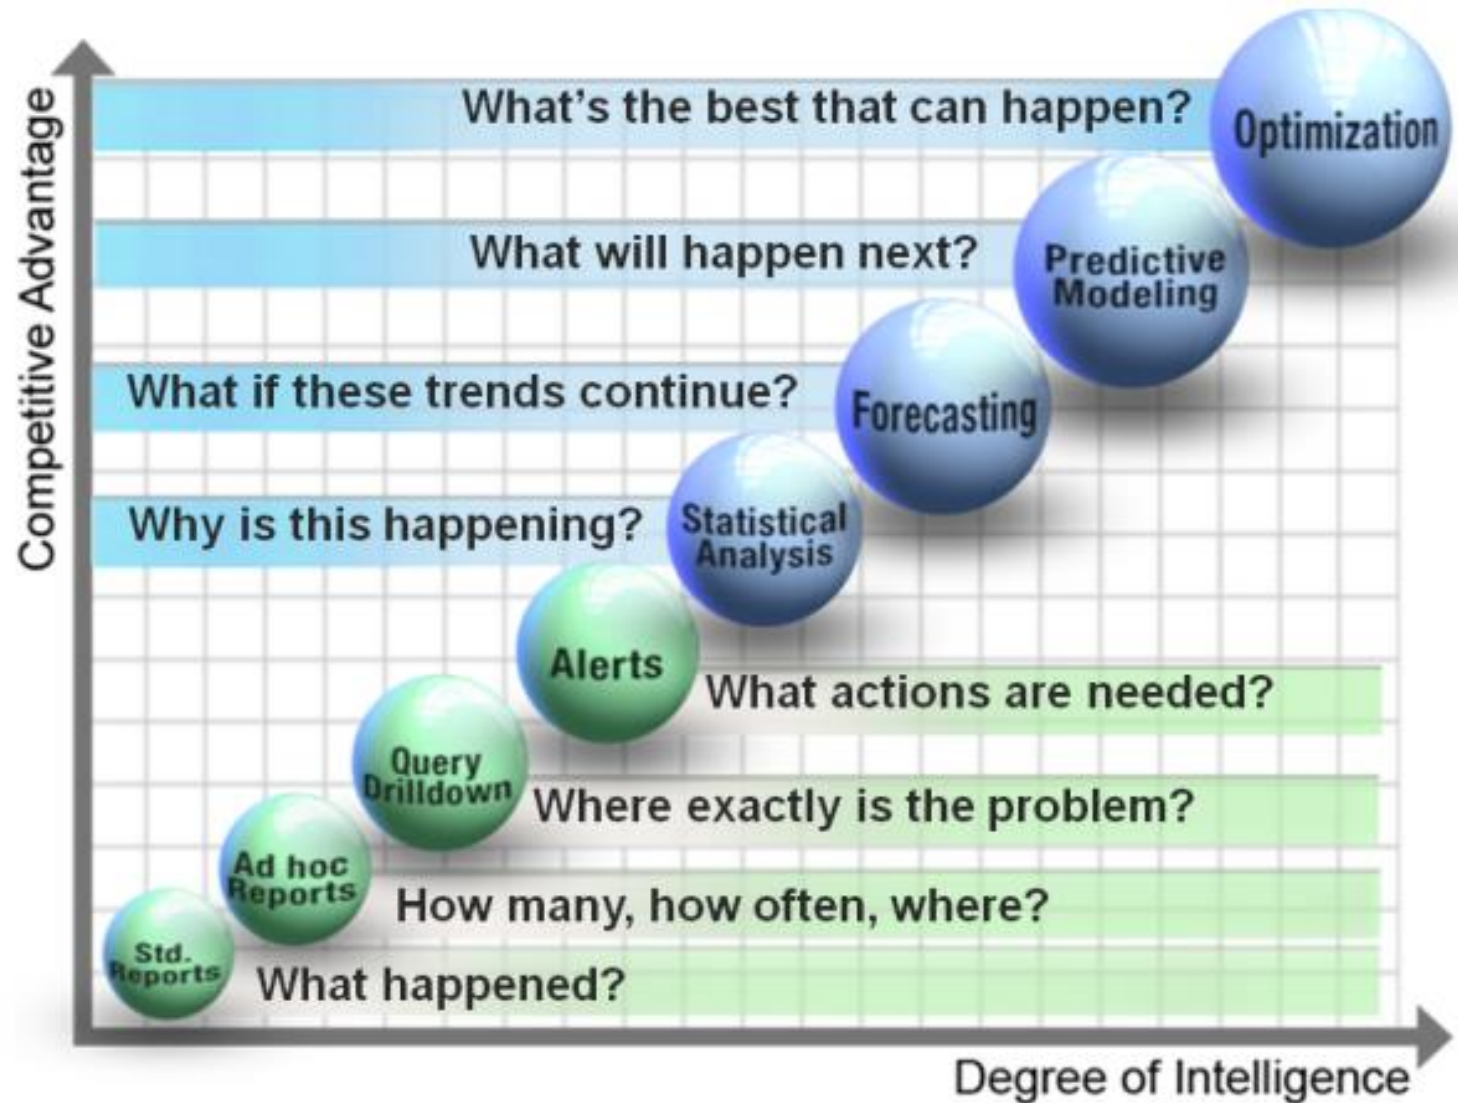 Competitive Advantage
What's the best that can happen?
Optimization
What will happen next?
Predictive
Modeling
What if these trends continue?
Forecasting
Why is this happening?
Statistical
Analysis
Alerts
What actions are needed?
Query
Drilldown
Where exactly is the problem?
Ad hoc
Reports
How many, how often, where?
Std.
Reports
What happened?
Degree of Intelligence